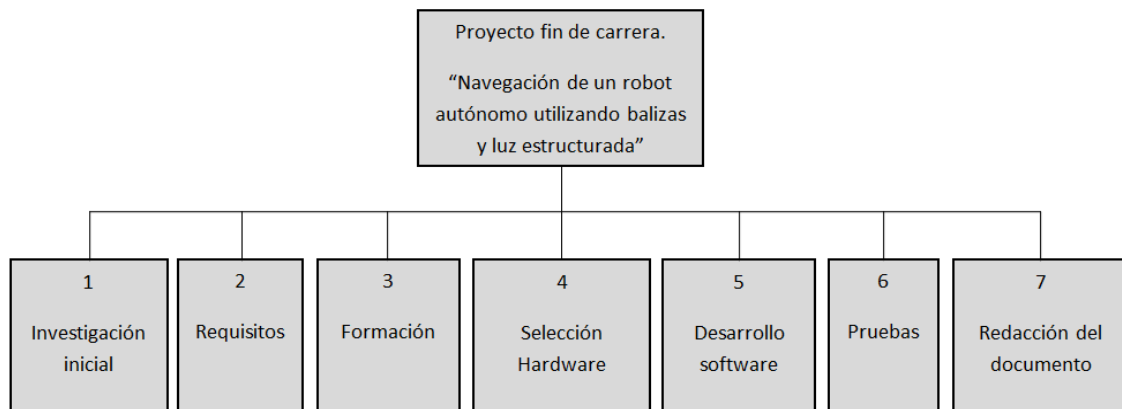 Proyecto fin de carrera.
“Navegación de un robot
autónomo utilizando balizas
y luz estructurada”
1
Investigación
inicial
2
Requisitos
3
Formación
4
Selección
Hardware
5
Desarrollo
software
6
Pruebas
7
Redacción del
documento